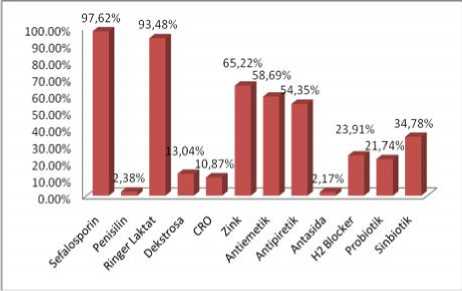 97,62%
93,48%
100.00%
90.00%
80.00%
70.00%
60.00%
50.00%
40.00%
30.00%
20.00%
10.00%
0.00%
2,38%
13,04%
10,87%
65,22%
58,69%
54,35%
2,17%
23,91%
21,74%
34,78%
Sefalosporin
Penisilin
Ringer Laktat
Dekstrosa
CRO
Zink
Antiemetik
Antipiretik
Antasida
H2 Blocker
Probiotik
Sinbiotik